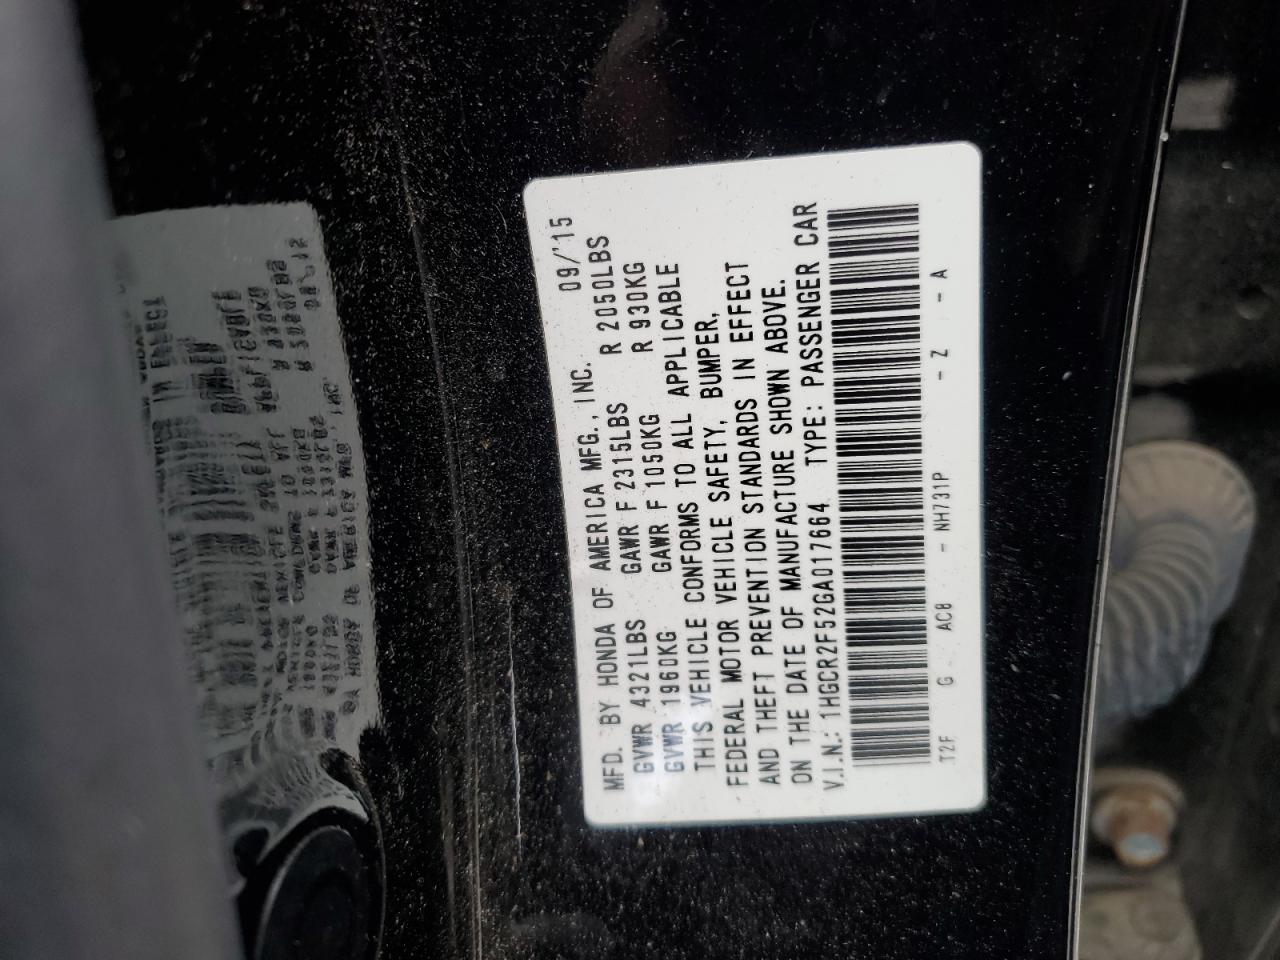 MFD. BY HONDA OF AMERICA MFG., INC. 09/'15
GVWR 4321LBS GAWR F 2315LBS R 2050LBS
GVWR 1960KG GAWR F 1050KG R 930KG
THIS VEHICLE CONFORMS TO ALL APPLICABLE
FEDERAL MOTOR VEHICLE SAFETY, BUMPER,
AND THEFT PREVENTION STANDARDS IN EFFECT
ON THE DATE OF MANUFACTURE SHOWN ABOVE.
V.I.N.: 1HGCR2F52GA017664 TYPE: PASSENGER CAR
T2F G - AC8 - NH731P - Z - A